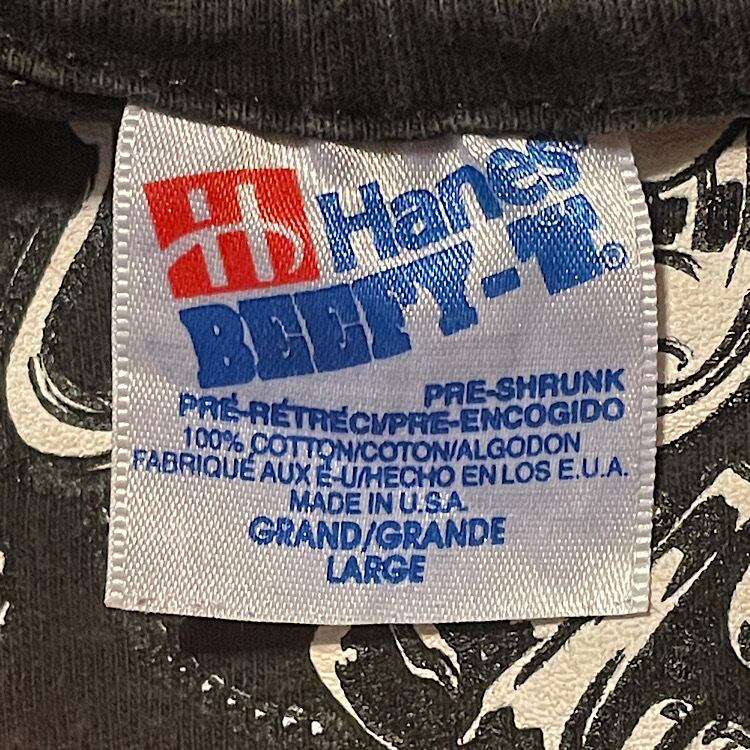 Hanes
BEEFY-T®
PRE-SHRUNK
PRÉ-RÉTRÉCI/PRE-ENCOGIDO
100% COTTON/COTON/ALGODON
FABRIQUÉ AUX É-U/HECHO EN LOS E.U.A.
MADE IN U.S.A.
GRAND/GRANDE
LARGE